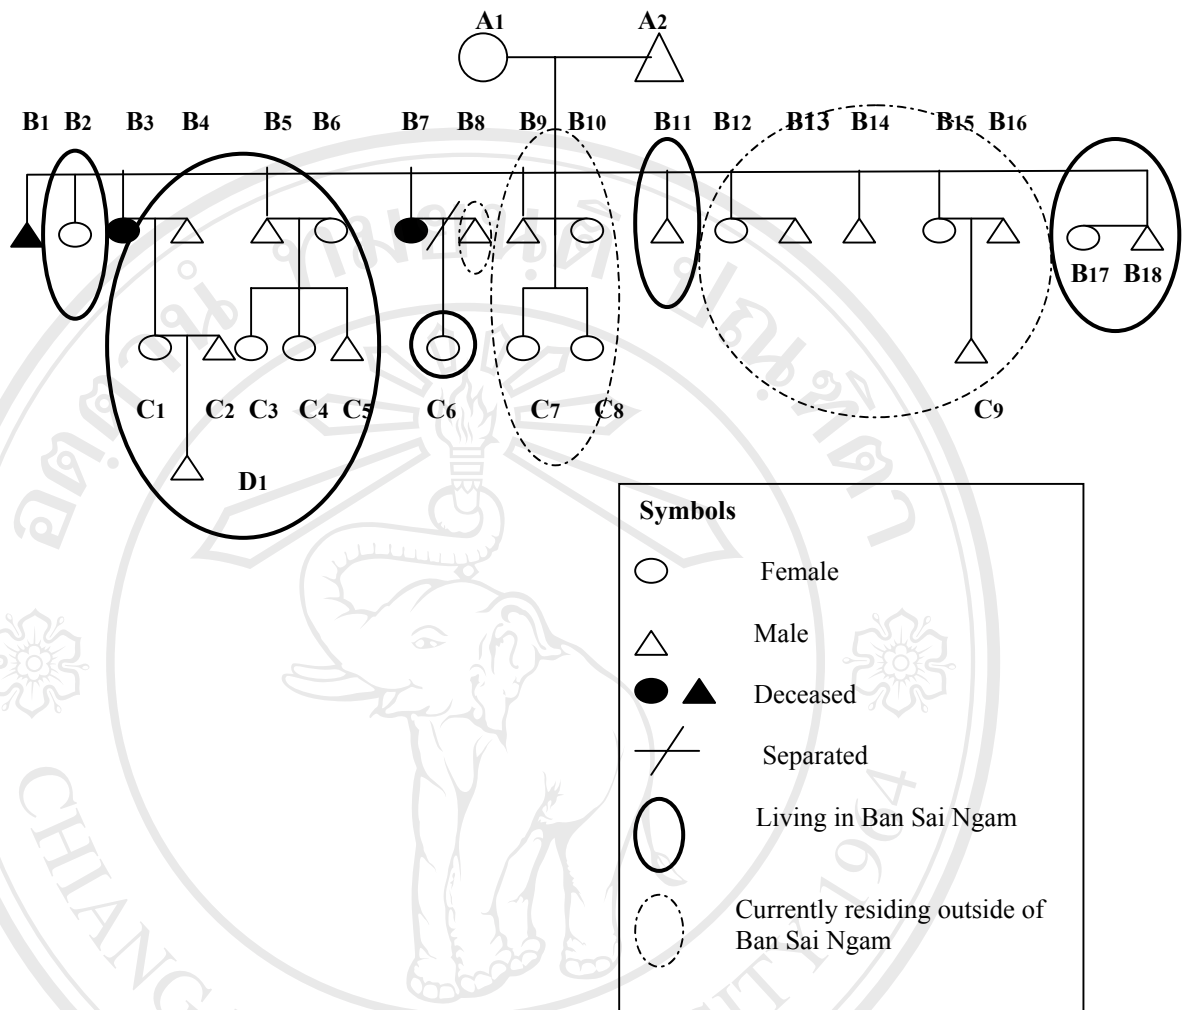 A1 A2
B1 B2 B3 B4 B5 B6 B7 B8 B9 B10 B11 B12 B13 B14 B15 B16
B17 B18
C1 C2 C3 C4 C5 C6 C7 C8 C9
D1
Symbols
Female
Male
Deceased
Separated
Living in Ban Sai Ngam
Currently residing outside of
Ban Sai Ngam
1964